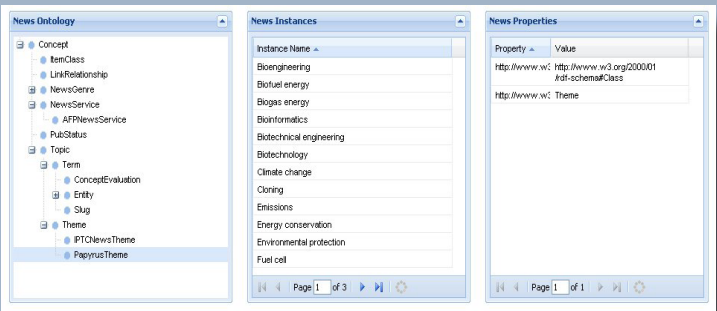 News Ontology
Concept
ItemClass
LinkRelationship
NewsGenre
NewsService
AFPNewsService
PubStatus
Topic
Term
ConceptEvaluation
Entity
Slug
Theme
IPTCNewsTheme
PapyrusTheme
News Instances
Instance Name
Bioengineering
Biofuel energy
Biogas energy
Bioinformatics
Biotechnical engineering
Biotechnology
Climate change
Cloning
Emissions
Energy conservation
Environmental protection
Fuel cell
Page 1 of 3
News Properties
Property Value
http://www.w3 http://www.w3.org/2000/01
/rdf-schema#Class
http://www.w3 Theme
Page 1 of 1